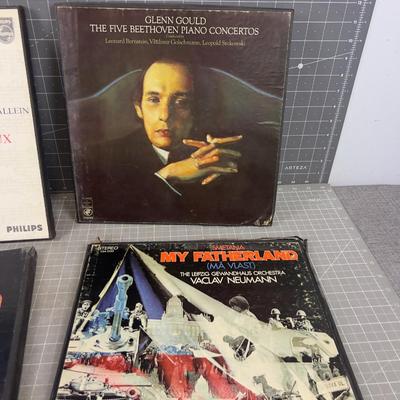 GLENN GOULD
THE FIVE BEETHOVEN PIANO CONCERTOS
Leonard Bernstein, Vladimir Golschmann, Leopold Stokowski
ALLEIN
UX
PHILIPS
ARTEZA
STEREO
SMETANA
MY FATHERLAND
(MÁ VLAST)
THE LEIPZIG GEWANDHAUS ORCHESTRA
VACLAV NEUMANN